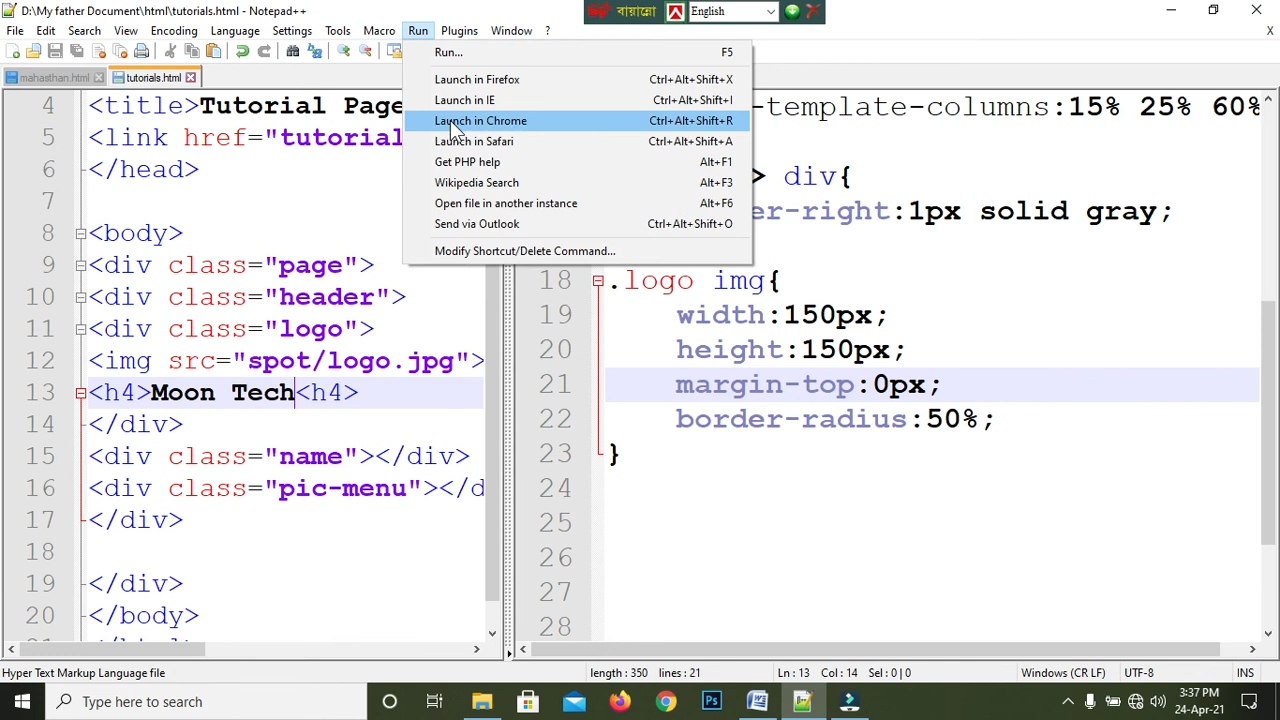 D:\My father Document\html\tutorials.html - Notepad++
বায়ান্নো
English
File Edit Search View Encoding Language Settings Tools Macro Run Plugins Window ?
X
mahasthan.html
tutorials.html
Run... F5
Launch in Firefox Ctrl+Alt+Shift+X
Launch in IE Ctrl+Alt+Shift+I
Launch in Chrome Ctrl+Alt+Shift+R
Launch in Safari Ctrl+Alt+Shift+A
Get PHP help Alt+F1
Wikipedia Search Alt+F3
Open file in another instance Alt+F6
Send via Outlook Ctrl+Alt+Shift+O
Modify Shortcut/Delete Command...
4 <title>Tutorial Page
5 <link href="tutorial
6 </head>
7
8 <body>
9 <div class="page">
10 <div class="header">
11 <div class="logo">
12 <img src="spot/logo.jpg">
13 <h4>Moon Tech<h4>
14 </div>
15 <div class="name"></div>
16 <div class="pic-menu"></d
17 </div>
18
19 </div>
20 </body>
-template-columns:15% 25% 60%
> div{
er-right:1px solid gray;
18 .logo img{
19 width:150px;
20 height:150px;
21 margin-top:0px;
22 border-radius:50%;
23 }
24
25
26
27
28
Hyper Text Markup Language file length : 350 lines : 21 Ln : 13 Col : 14 Sel : 0 | 0 Windows (CR LF) UTF-8 INS
Type here to search
3:37 PM
24-Apr-21